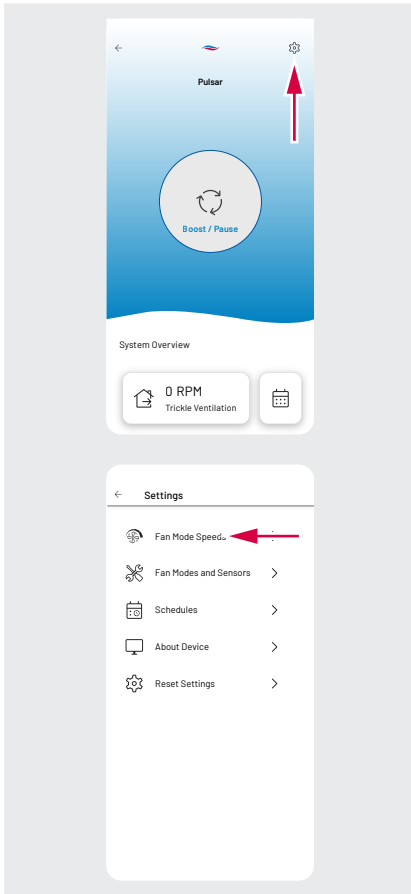 Pulsar
Boost / Pause
System Overview
0 RPM
Trickle Ventilation
Settings
Fan Mode Speeds
Fan Modes and Sensors
Schedules
About Device
Reset Settings